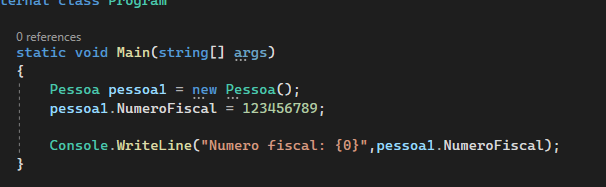 ternal class Program
0 references
static void Main(string[] args)
{
Pessoa pessoa1 = new Pessoa();
pessoa1.NumeroFiscal = 123456789;
Console.WriteLine("Numero fiscal: {0}",pessoa1.NumeroFiscal);
}